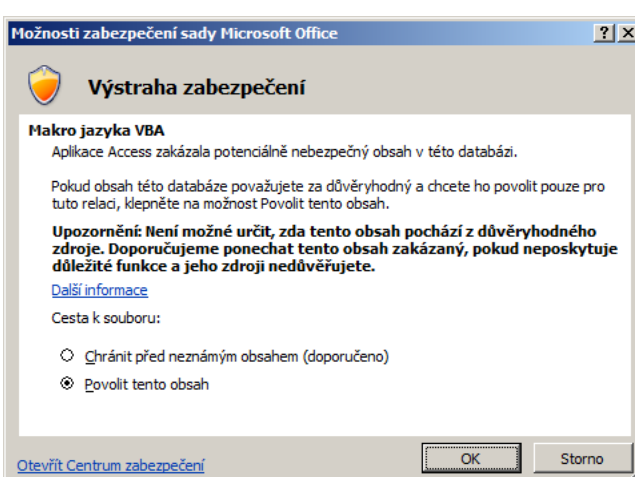 Možnosti zabezpečení sady Microsoft Office
Výstraha zabezpečení
Makro jazyka VBA
Aplikace Access zakázala potenciálně nebezpečný obsah v této databázi.
Pokud obsah této databáze považujete za důvěryhodný a chcete ho povolit pouze pro
tuto relaci, klepněte na možnost Povolit tento obsah.
Upozornění: Není možné určit, zda tento obsah pochází z důvěryhodného
zdroje. Doporučujeme ponechat tento obsah zakázaný, pokud neposkytuje
důležité funkce a jeho zdroji nedůvěřujete.
Další informace
Cesta k souboru:
Chránit před neznámým obsahem (doporučeno)
Povolit tento obsah
Otevřít Centrum zabezpečení
OK
Storno